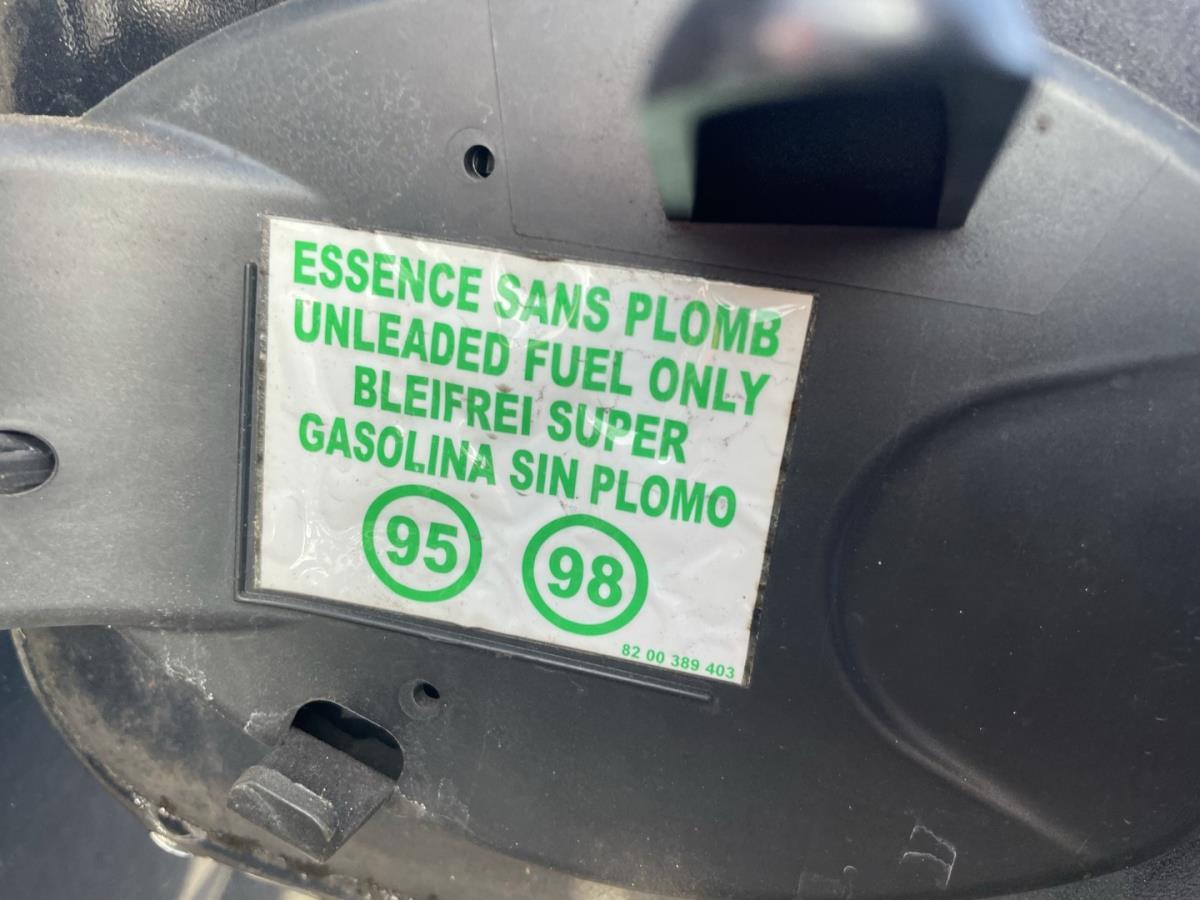 ESSENCE SANS PLOMB
UNLEADED FUEL ONLY
BLEIFREI SUPER
GASOLINA SIN PLOMO
95 98
82 00 389 403